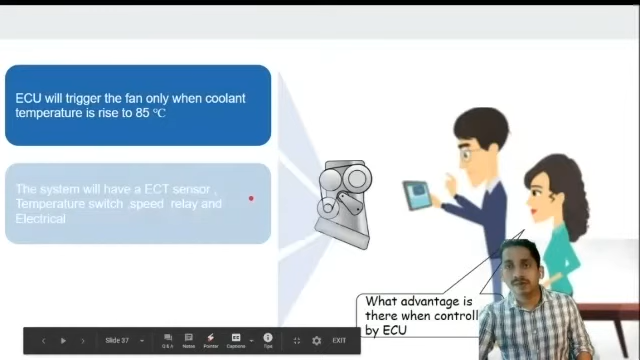 ECU will trigger the fan only when coolant
temperature is rise to 85 °C
The system will have a ECT sensor ,
Temperature switch ,speed relay and
Electrical
What advantage is
there when controll
by ECU
Slide 37
Q & A
Notes
Pointer
Captions
Tips
EXIT